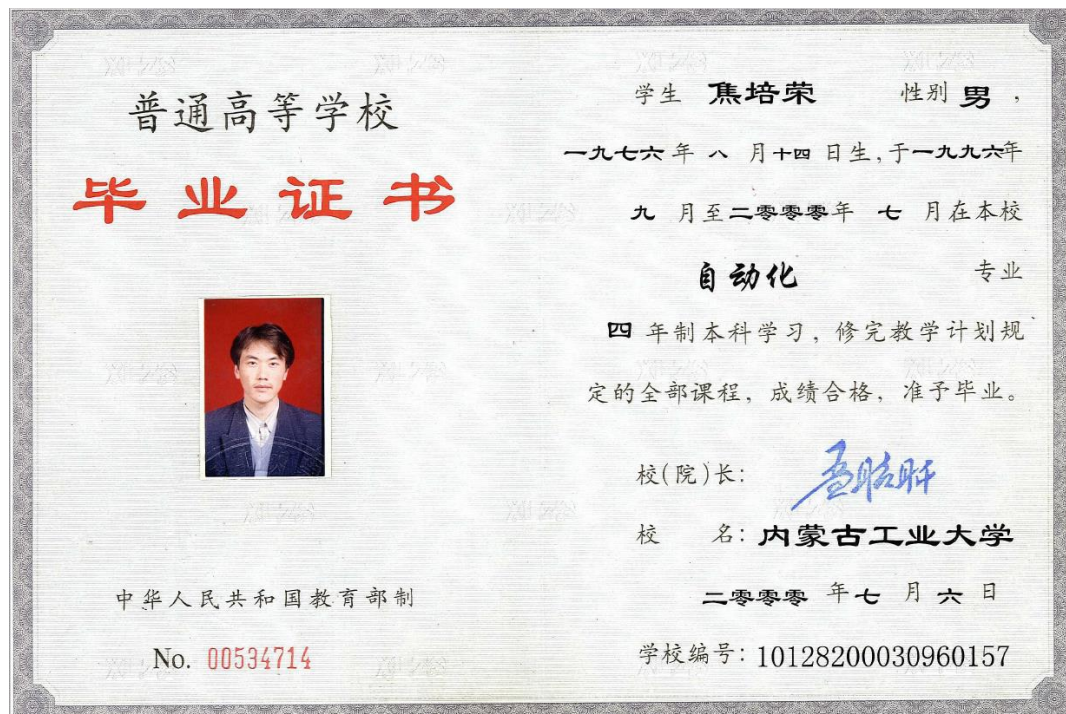 普通高等学校
毕业证书
中华人民共和国教育部制
No. 00534714
学生 焦培荣 性别 男，
一九七六年 八 月十四 日生,于一九九六年
九 月至二零零零年 七 月在本校
自动化 专业
四 年制本科学习，修完教学计划规
定的全部课程，成绩合格，准予毕业。
校(院)长:
校 名: 内蒙古工业大学
二零零零 年七 月 六 日
学校编号: 10128200030960157